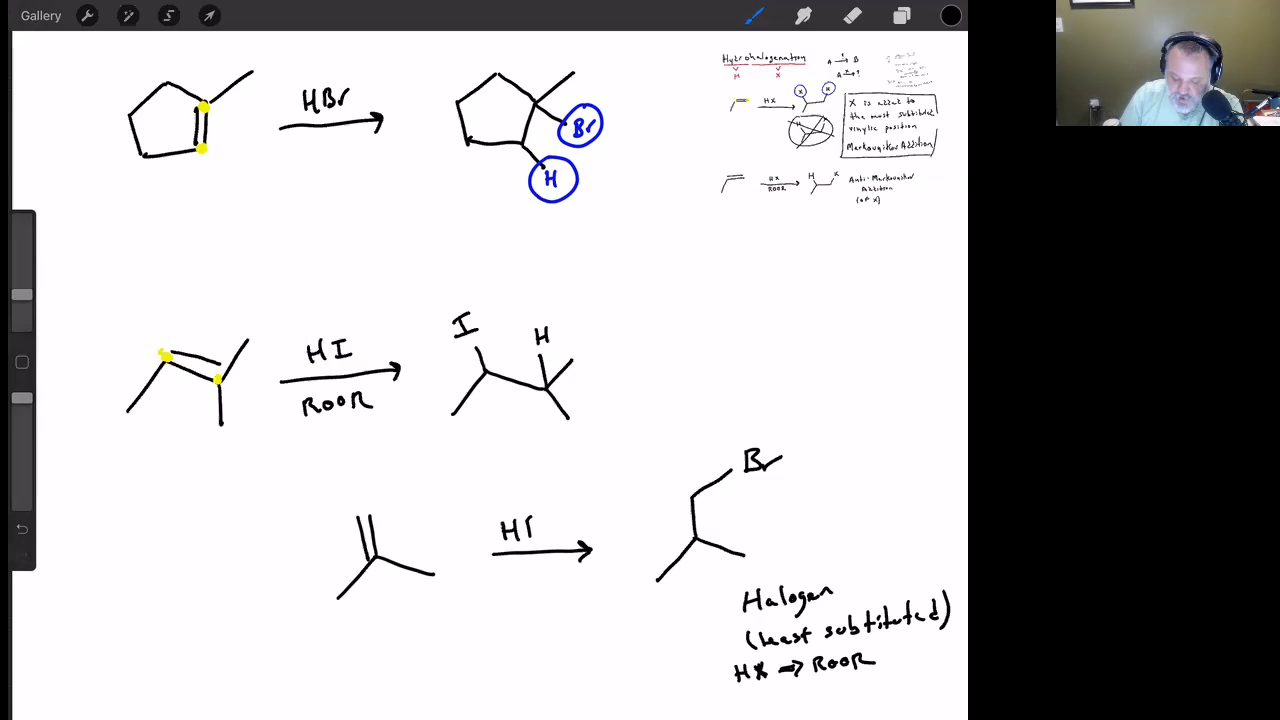 Gallery
HBr
Br
H
Hydrohalogenation
H
X
A → B
A → ?
HX
X
X
X is added to
the most substituted
vinylic position
Markovnikov Addition
HX
ROOR
H
X
Anti-Markovnikov
Addition
(of X)
HI
ROOR
I
H
Br
Halogen
(least substituted)
HX ⇒ ROOR